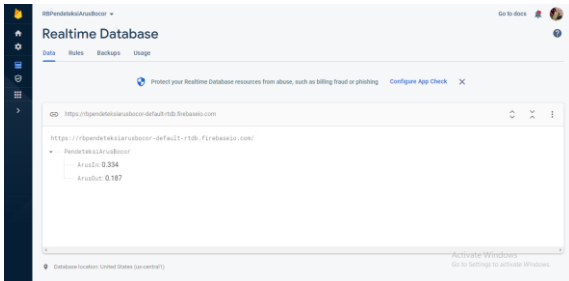 RBPendeteksiArusBocor
Go to docs
Realtime Database
Data Rules Backups Usage
Protect your Realtime Database resources from abuse, such as billing fraud or phishing Configure App Check
https://rbpendeteksiarusbocor-default-rtdb.firebaseio.com
https://rbpendeteksiarusbocor-default-rtdb.firebaseio.com/
PendeteksiArusBocor
ArusIn: 0.334
ArusOut: 0.187
Activate Windows
Go to Settings to activate Windows.
Database location: United States (us-central1)